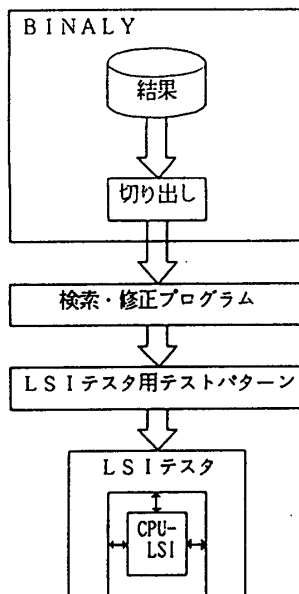 ＢＩＮＡＬＹ
結果
切り出し
検索・修正プログラム
ＬＳＩテスタ用テストパターン
ＬＳＩテスタ
CPU-
LSI